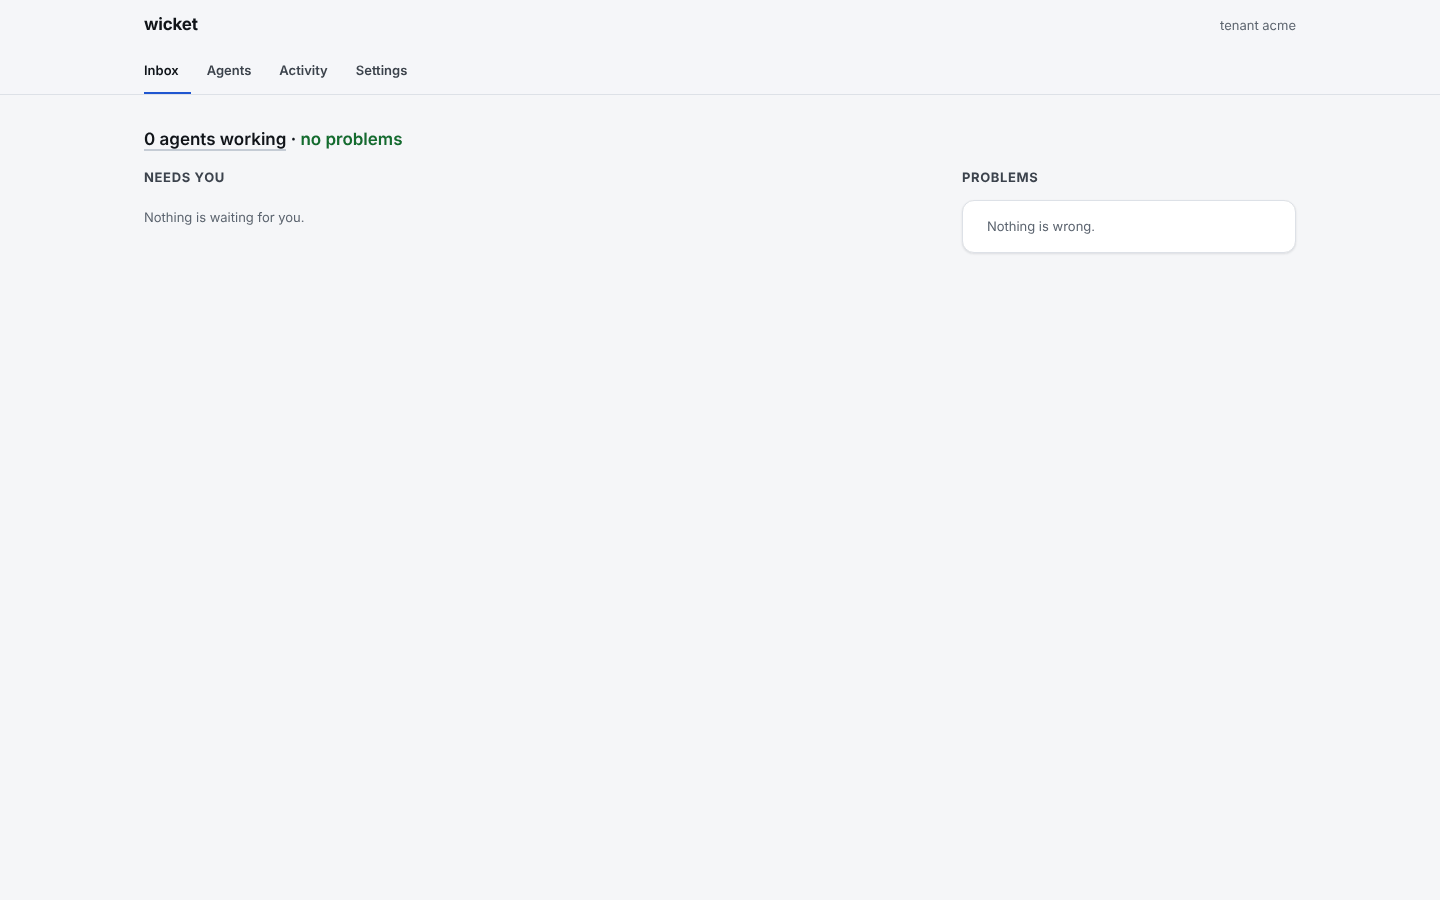 wicket
tenant acme
Inbox Agents Activity Settings
0 agents working · no problems
NEEDS YOU
Nothing is waiting for you.
PROBLEMS
Nothing is wrong.